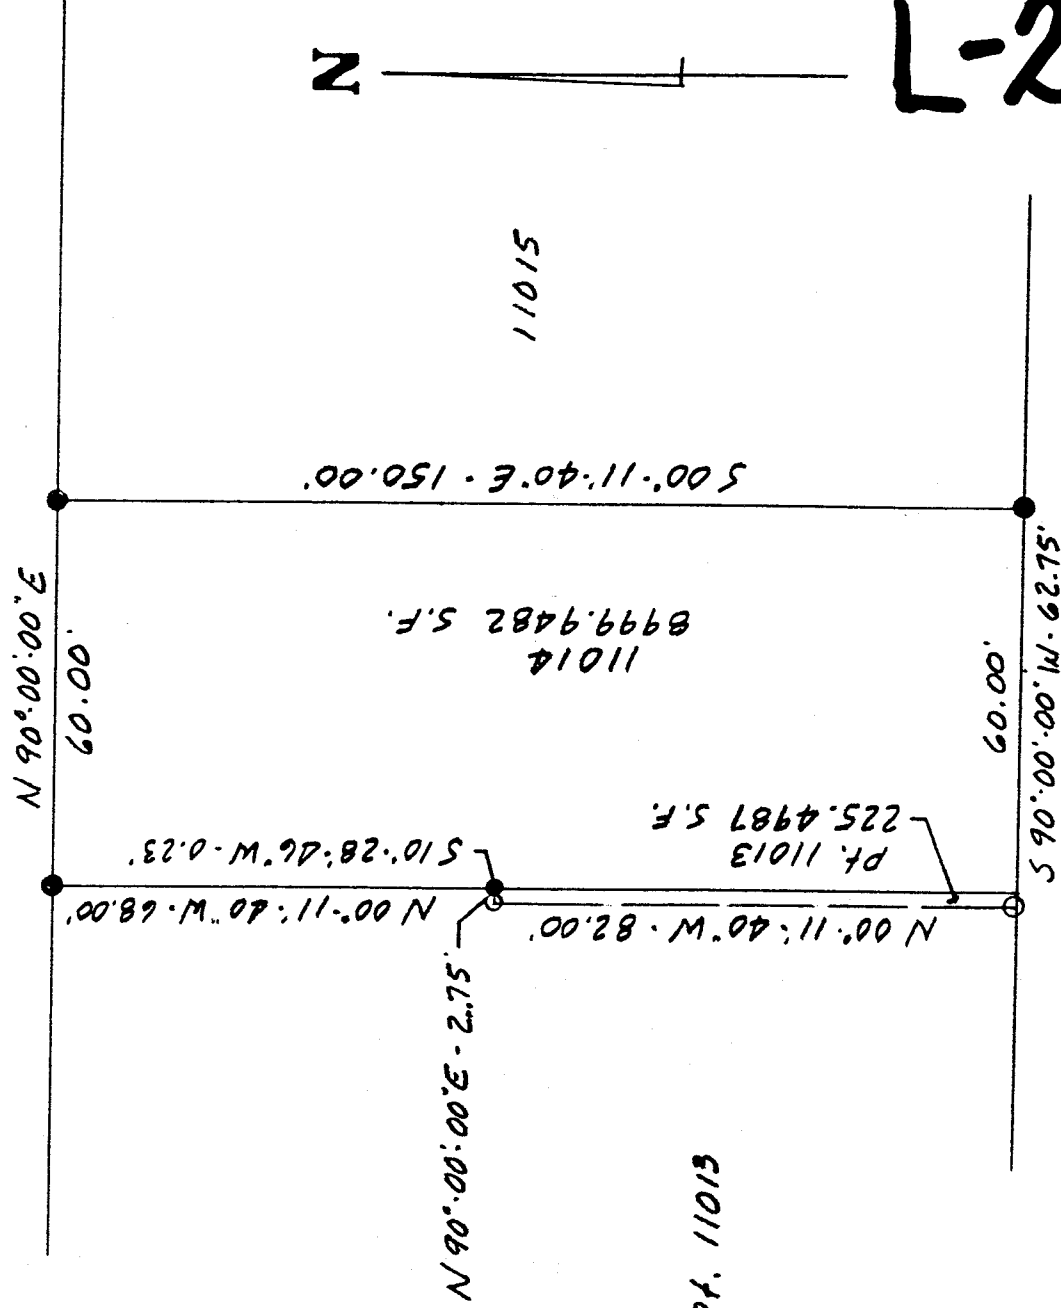 L-2
N
11015
S 00°·11'·40"E · 150.00'
N 90°·00'·00"E
60.00'
11014
8999.9482 S.F.
60.00'
S 90°·00'·00"W · 62.75'
Pt. 11013
225.4987 S.F.
S 10°·28'·46"W · 0.23'
N 00°·11'·40"W · 68.00'
N 00°·11'·40"W · 82.00'
N 90°·00'·00"E - 2.75'
Pt. 11013